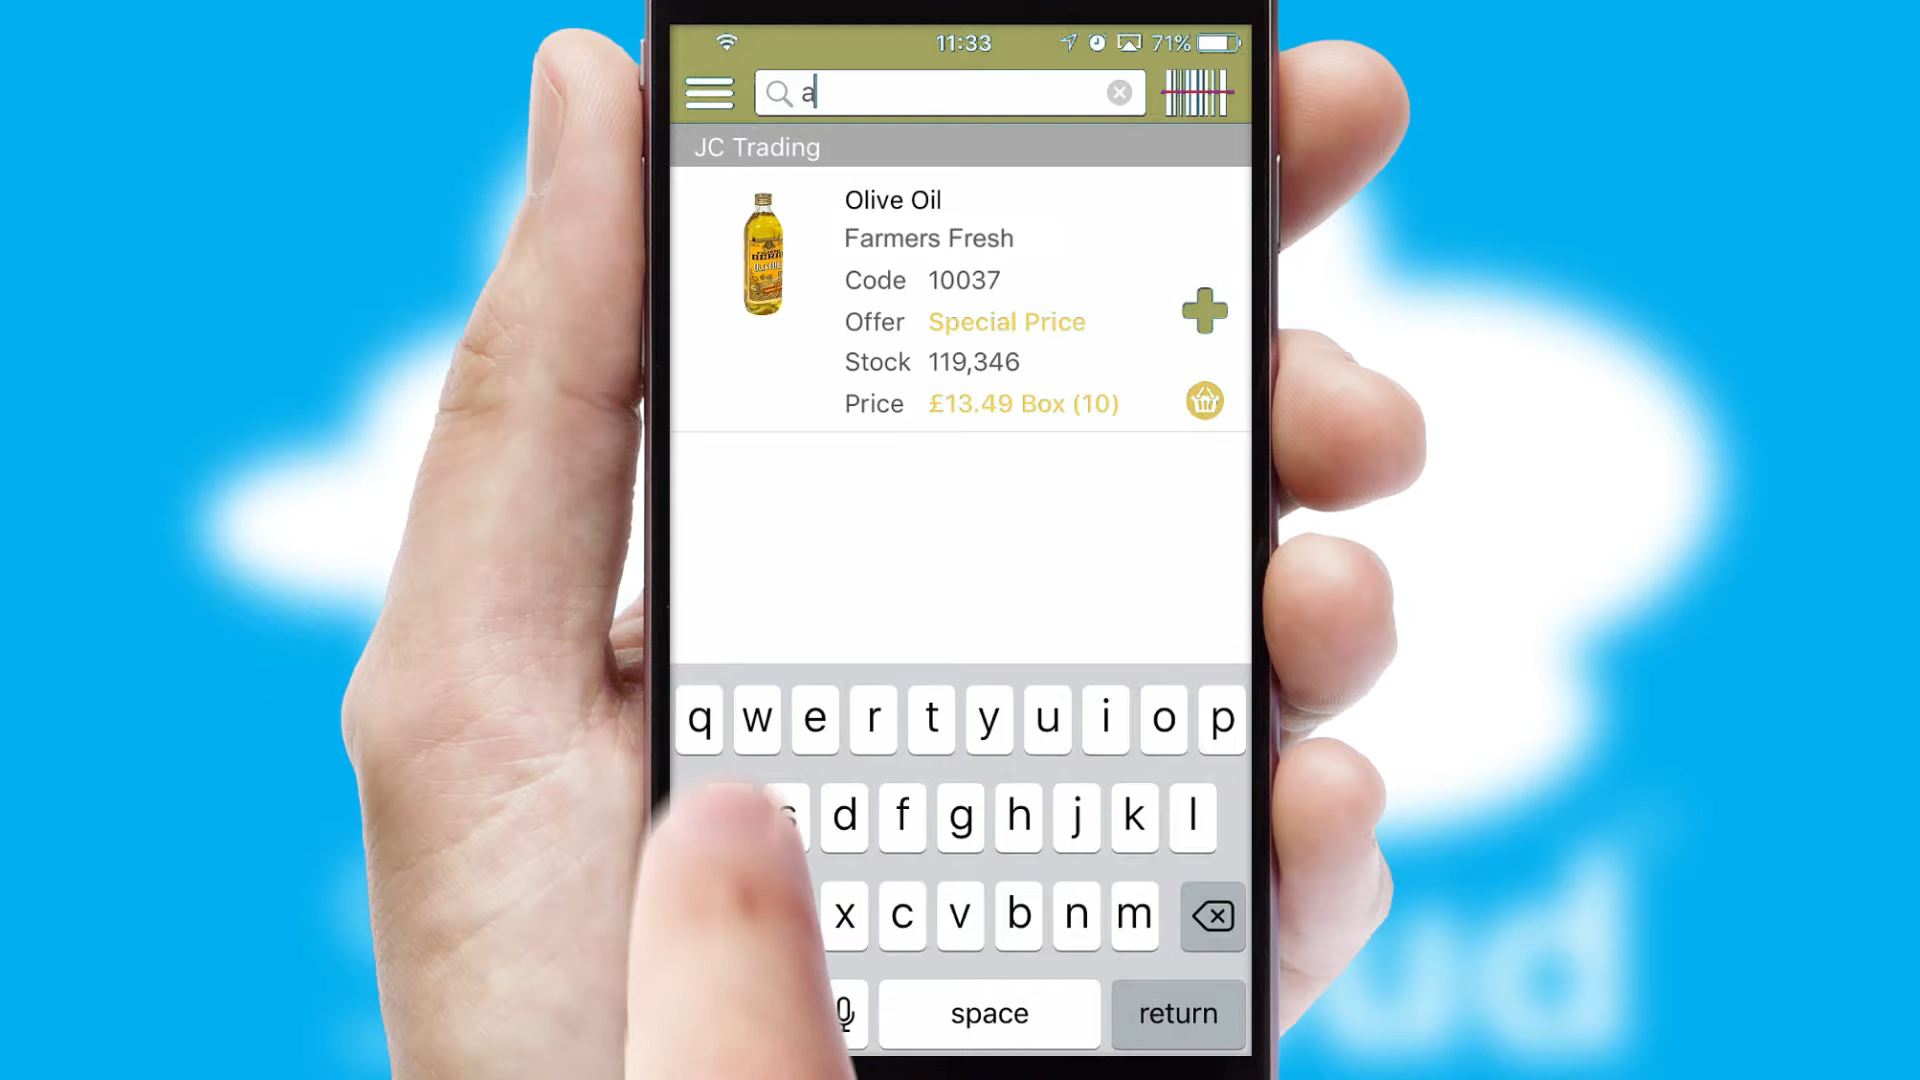 11:33
71%
a
JC Trading
Olive Oil
Farmers Fresh
Code 10037
Offer Special Price
Stock 119,346
Price £13.49 Box (10)
q w e r t y u i o p
s d f g h j k l
x c v b n m
space return
ud